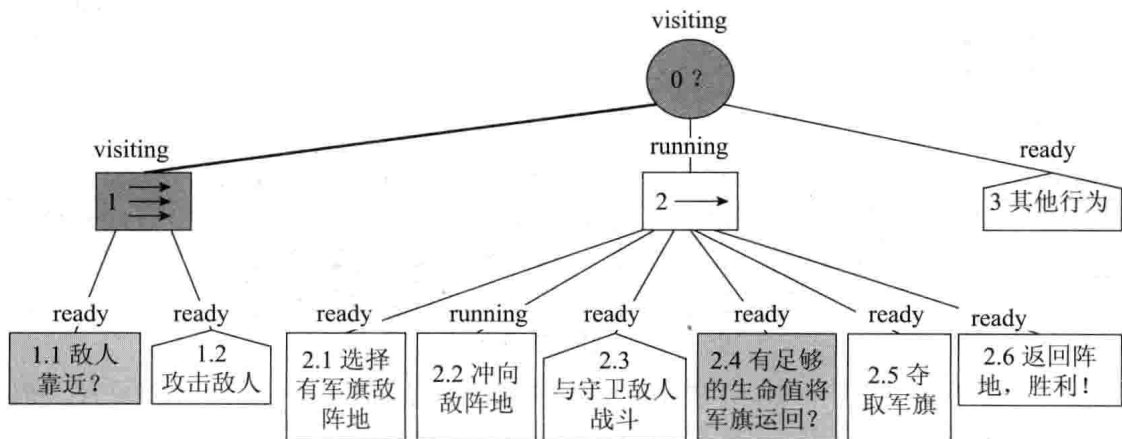 visiting
0 ?
visiting
running
ready
1
2
3 其他行为
ready
ready
ready
running
ready
ready
ready
ready
1.1 敌人
靠近？
1.2
攻击敌人
2.1 选择
有军旗敌
阵地
2.2 冲向
敌阵地
2.3
与守卫敌人
战斗
2.4 有足够
的生命值将
军旗运回？
2.5 夺
取军旗
2.6 返回阵
地，胜利！